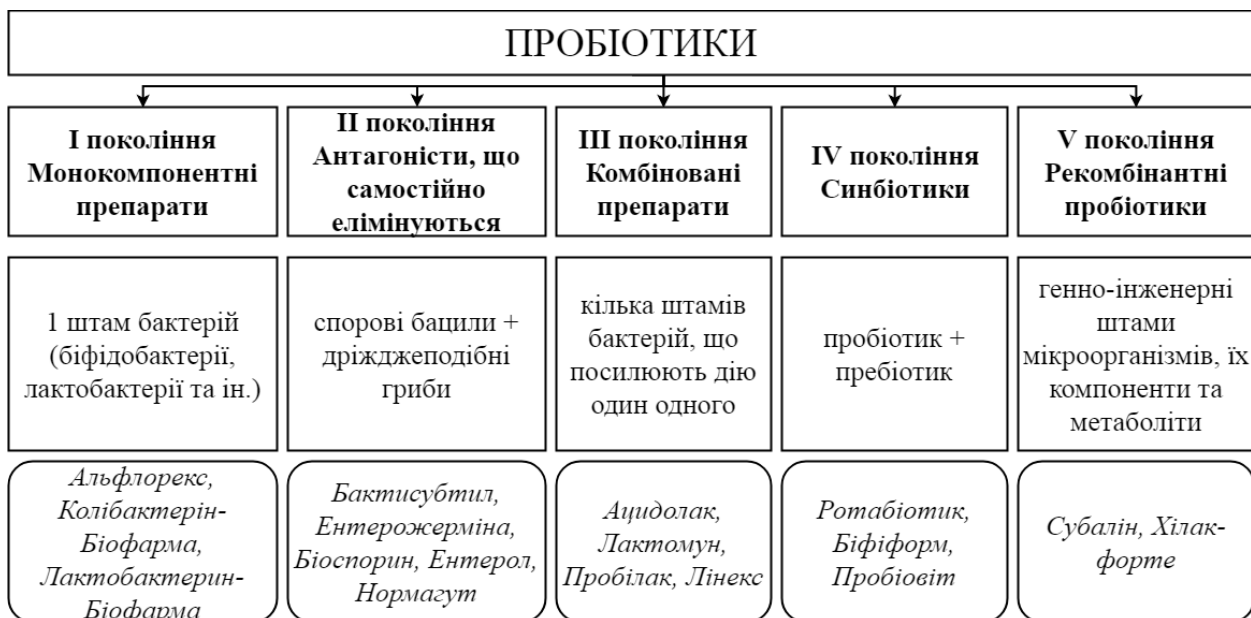 ПРОБІОТИКИ
І покоління
Монокомпонентні
препарати
ІІ покоління
Антагоністи, що
самостійно
елімінуються
ІІІ покоління
Комбіновані
препарати
IV покоління
Синбіотики
V покоління
Рекомбінантні
пробіотики
1 штам бактерій
(біфідобактерії,
лактобактерії та ін.)
спорові бацили +
дріжджеподібні
гриби
кілька штамів
бактерій, що
посилюють дію
один одного
пробіотик +
пребіотик
генно-інженерні
штами
мікроорганізмів, їх
компоненти та
метаболіти
Альфлорекс,
Колібактерін-
Біофарма,
Лактобактерин-
Біофарма
Бактисубтил,
Ентерожерміна,
Біоспорин, Ентерол,
Нормагут
Ацидолак,
Лактомун,
Пробілак, Лінекс
Ротабіотик,
Біфіформ,
Пробіовіт
Субалін, Хілак-
форте